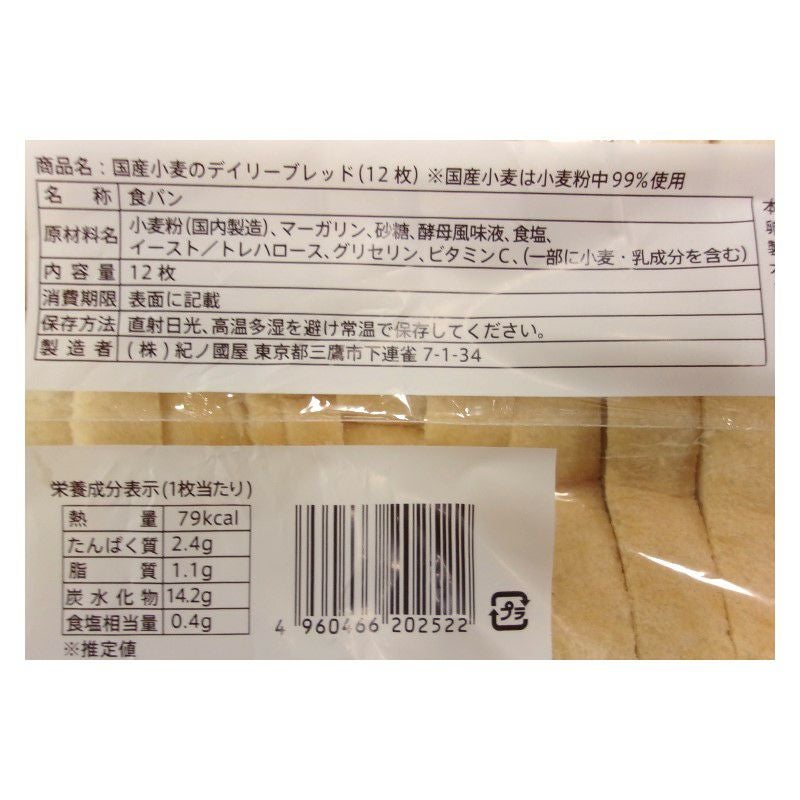 商品名：国産小麦のデイリーブレッド(12枚) ※国産小麦は小麦粉中99%使用
名称 食パン
原材料名 小麦粉(国内製造)、マーガリン、砂糖、酵母風味液、食塩、
イースト／トレハロース、グリセリン、ビタミンC、(一部に小麦・乳成分を含む)
内容量 12枚
消費期限 表面に記載
保存方法 直射日光、高温多湿を避け常温で保存してください。
製造者 (株)紀ノ國屋 東京都三鷹市下連雀 7-1-34
本
卵
製
栄養成分表示(1枚当たり)
熱量 79kcal
たんぱく質 2.4g
脂質 1.1g
炭水化物 14.2g
食塩相当量 0.4g
※推定値
4 960466 202522
プラ